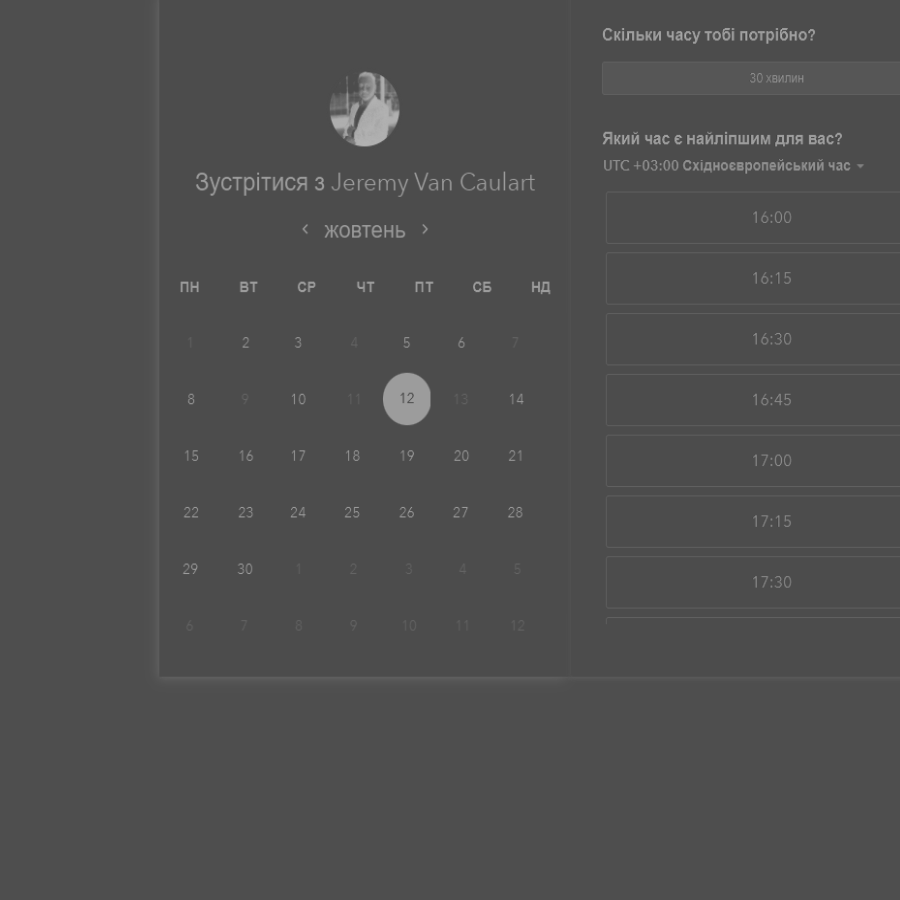 Зустрітися з Jeremy Van Caulart
‹ жовтень ›
ПН ВТ СР ЧТ ПТ СБ НД
1 2 3 4 5 6 7
8 9 10 11 12 13 14
15 16 17 18 19 20 21
22 23 24 25 26 27 28
29 30 1 2 3 4 5
6 7 8 9 10 11 12
Скільки часу тобі потрібно?
30 хвилин
Який час є найліпшим для вас?
UTC +03:00 Східноєвропейський час
16:00
16:15
16:30
16:45
17:00
17:15
17:30